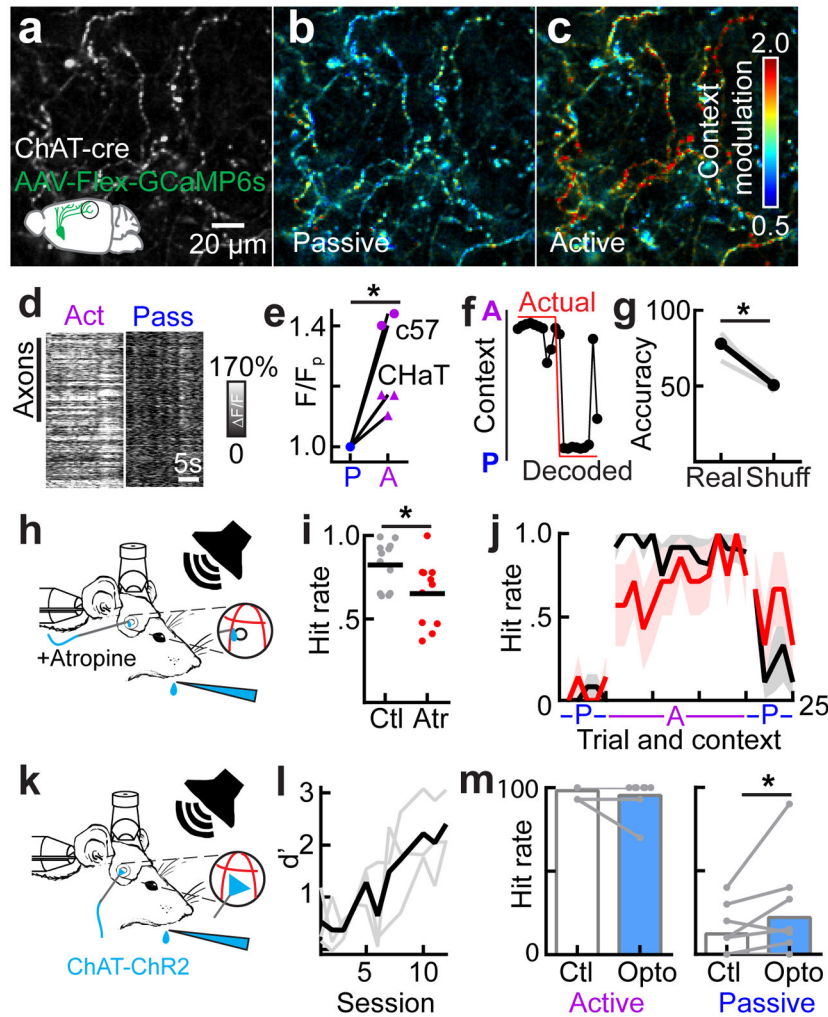 a
ChAT-cre
AAV-Flex-GCaMP6s
20 µm
b
Passive
c
Active
Context
modulation
2.0
0.5
d
Act
Pass
Axons
170%
ΔF/F
0
5s
e
*
F/Fp
1.4
1.0
c57
CHaT
P
A
f
A
Actual
Context
P
Decoded
g
*
Accuracy
50
Real
Shuff
h
+Atropine
i
*
Hit rate
1.0
.5
Ctl
Atr
j
Hit rate
1.0
.5
0
P
A
P
25
Trial and context
k
ChAT-ChR2
l
d'
3
2
1
5
10
Session
m
Hit rate
100
0
Ctl
Opto
Active
*
100
0
Ctl
Opto
Passive